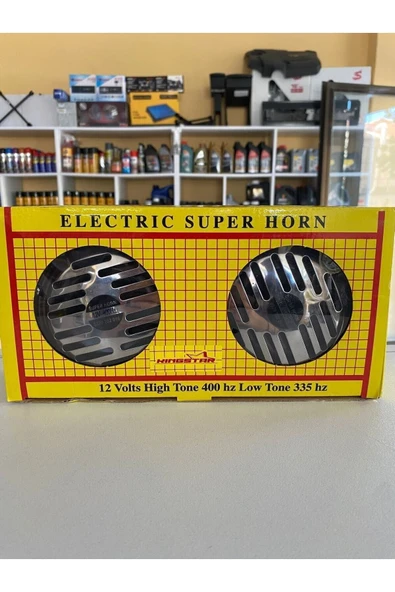 ELECTRIC SUPER HORN
KINGSTAR
12 Volts High Tone 400 hz Low Tone 335 hz